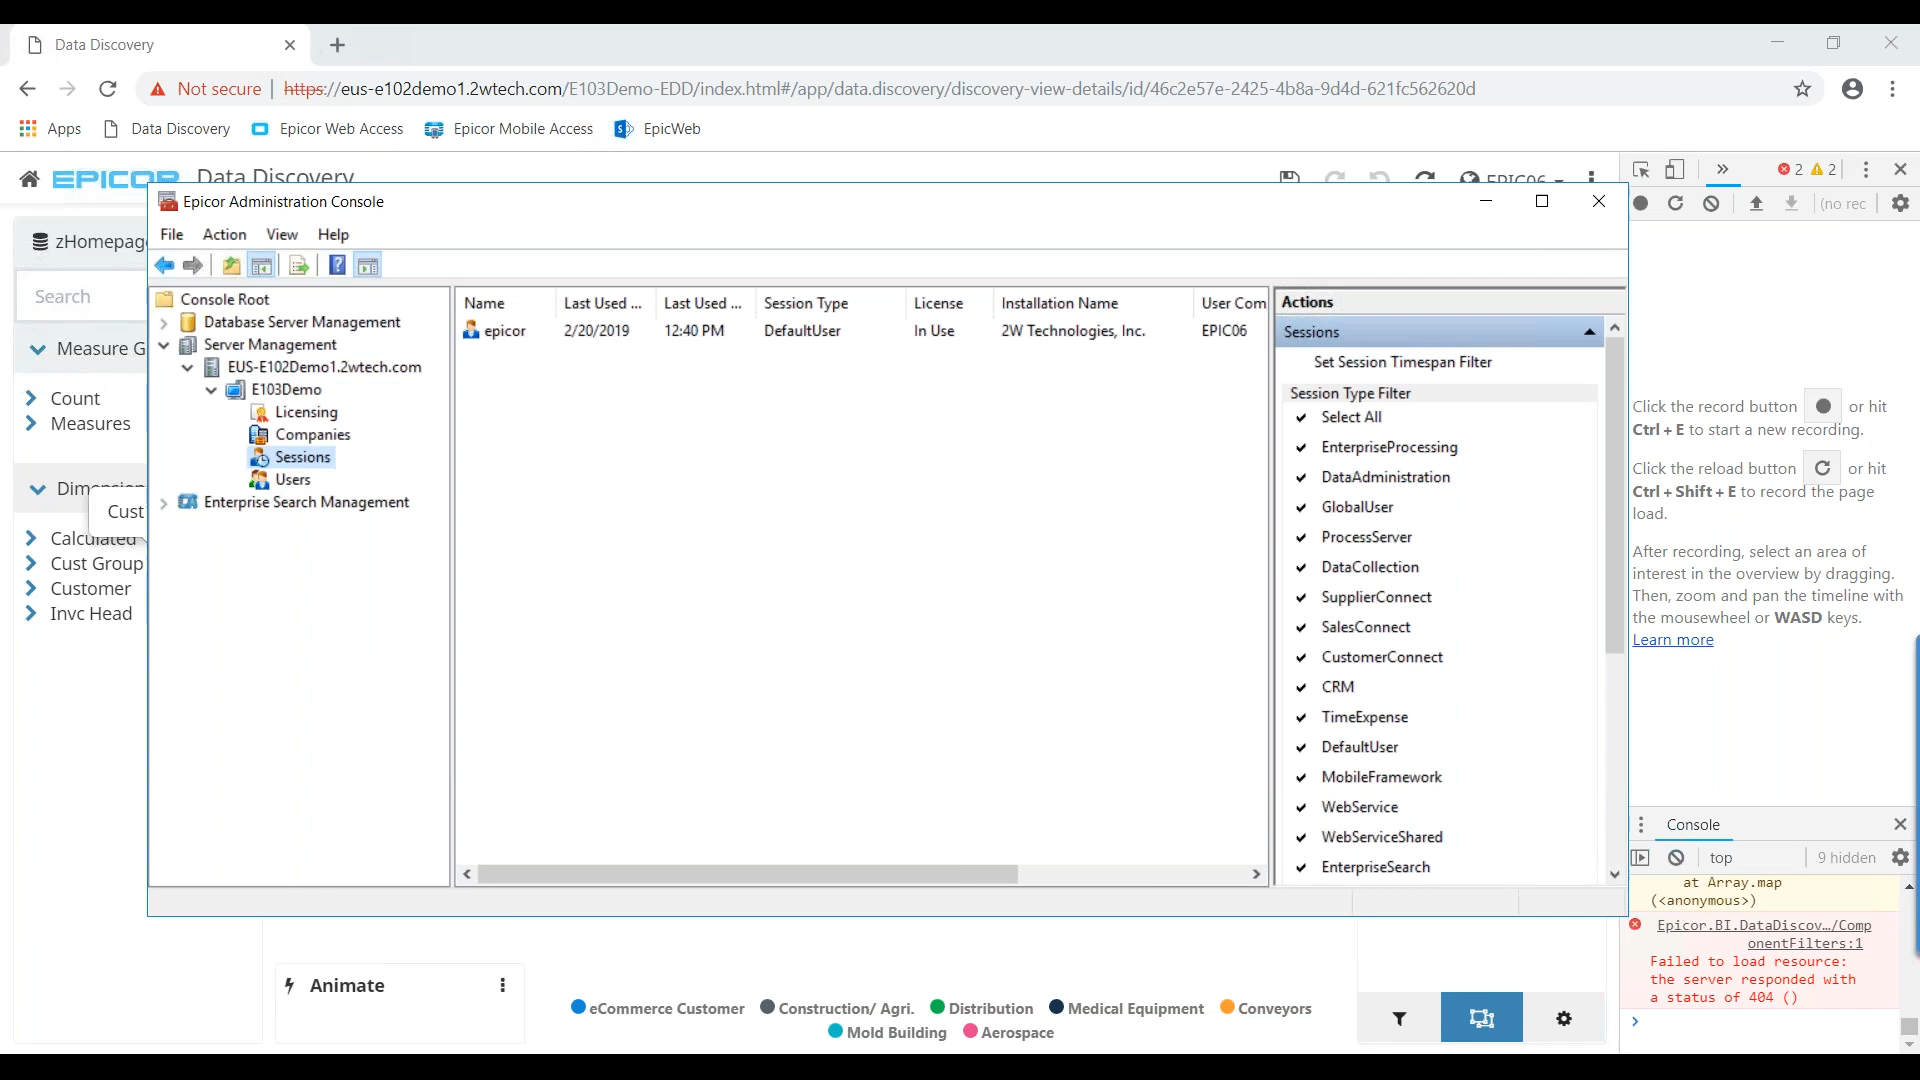 Data Discovery
Not secure
https://eus-e102demo1.2wtech.com/E103Demo-EDD/index.html#/app/data.discovery/discovery-view-details/id/46c2e57e-2425-4b8a-9d4d-621fc562620d
Apps
Data Discovery
Epicor Web Access
Epicor Mobile Access
EpicWeb
EPICOR
Data Discovery
EPIC06
2
2
(no rec
zHomepag
Search
Measure G
Count
Measures
Dimension
Cust
Calculated
Cust Group
Customer
Invc Head
Epicor Administration Console
File
Action
View
Help
Console Root
Database Server Management
Server Management
EUS-E102Demo1.2wtech.com
E103Demo
Licensing
Companies
Sessions
Users
Enterprise Search Management
Name
Last Used ...
Last Used ...
Session Type
License
Installation Name
User Com
epicor
2/20/2019
12:40 PM
DefaultUser
In Use
2W Technologies, Inc.
EPIC06
Actions
Sessions
Set Session Timespan Filter
Session Type Filter
Select All
EnterpriseProcessing
DataAdministration
GlobalUser
ProcessServer
DataCollection
SupplierConnect
SalesConnect
CustomerConnect
CRM
TimeExpense
DefaultUser
MobileFramework
WebService
WebServiceShared
EnterpriseSearch
Click the record button or hit
Ctrl + E to start a new recording.
Click the reload button or hit
Ctrl + Shift + E to record the page
load.
After recording, select an area of
interest in the overview by dragging.
Then, zoom and pan the timeline with
the mousewheel or WASD keys.
Learn more
Console
top
9 hidden
at Array.map
(<anonymous>)
Epicor.BI.DataDiscov…/Comp
onentFilters:1
Failed to load resource:
the server responded with
a status of 404 ()
Animate
eCommerce Customer
Construction/ Agri.
Distribution
Medical Equipment
Conveyors
Mold Building
Aerospace